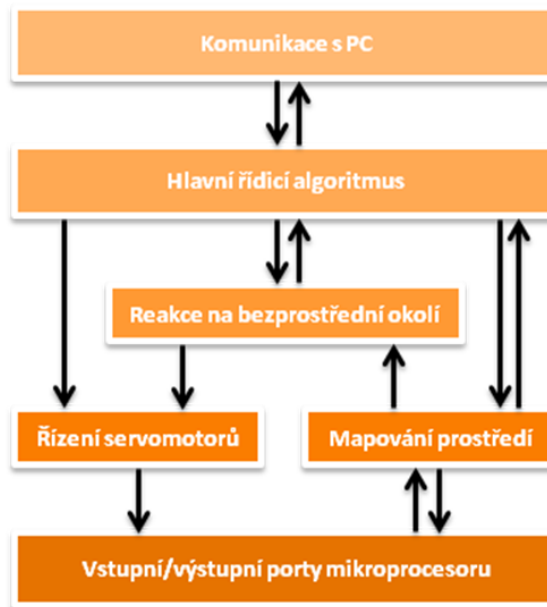 Komunikace s PC
Hlavní řídicí algoritmus
Reakce na bezprostřední okolí
Řízení servomotorů
Mapování prostředí
Vstupní/výstupní porty mikroprocesoru